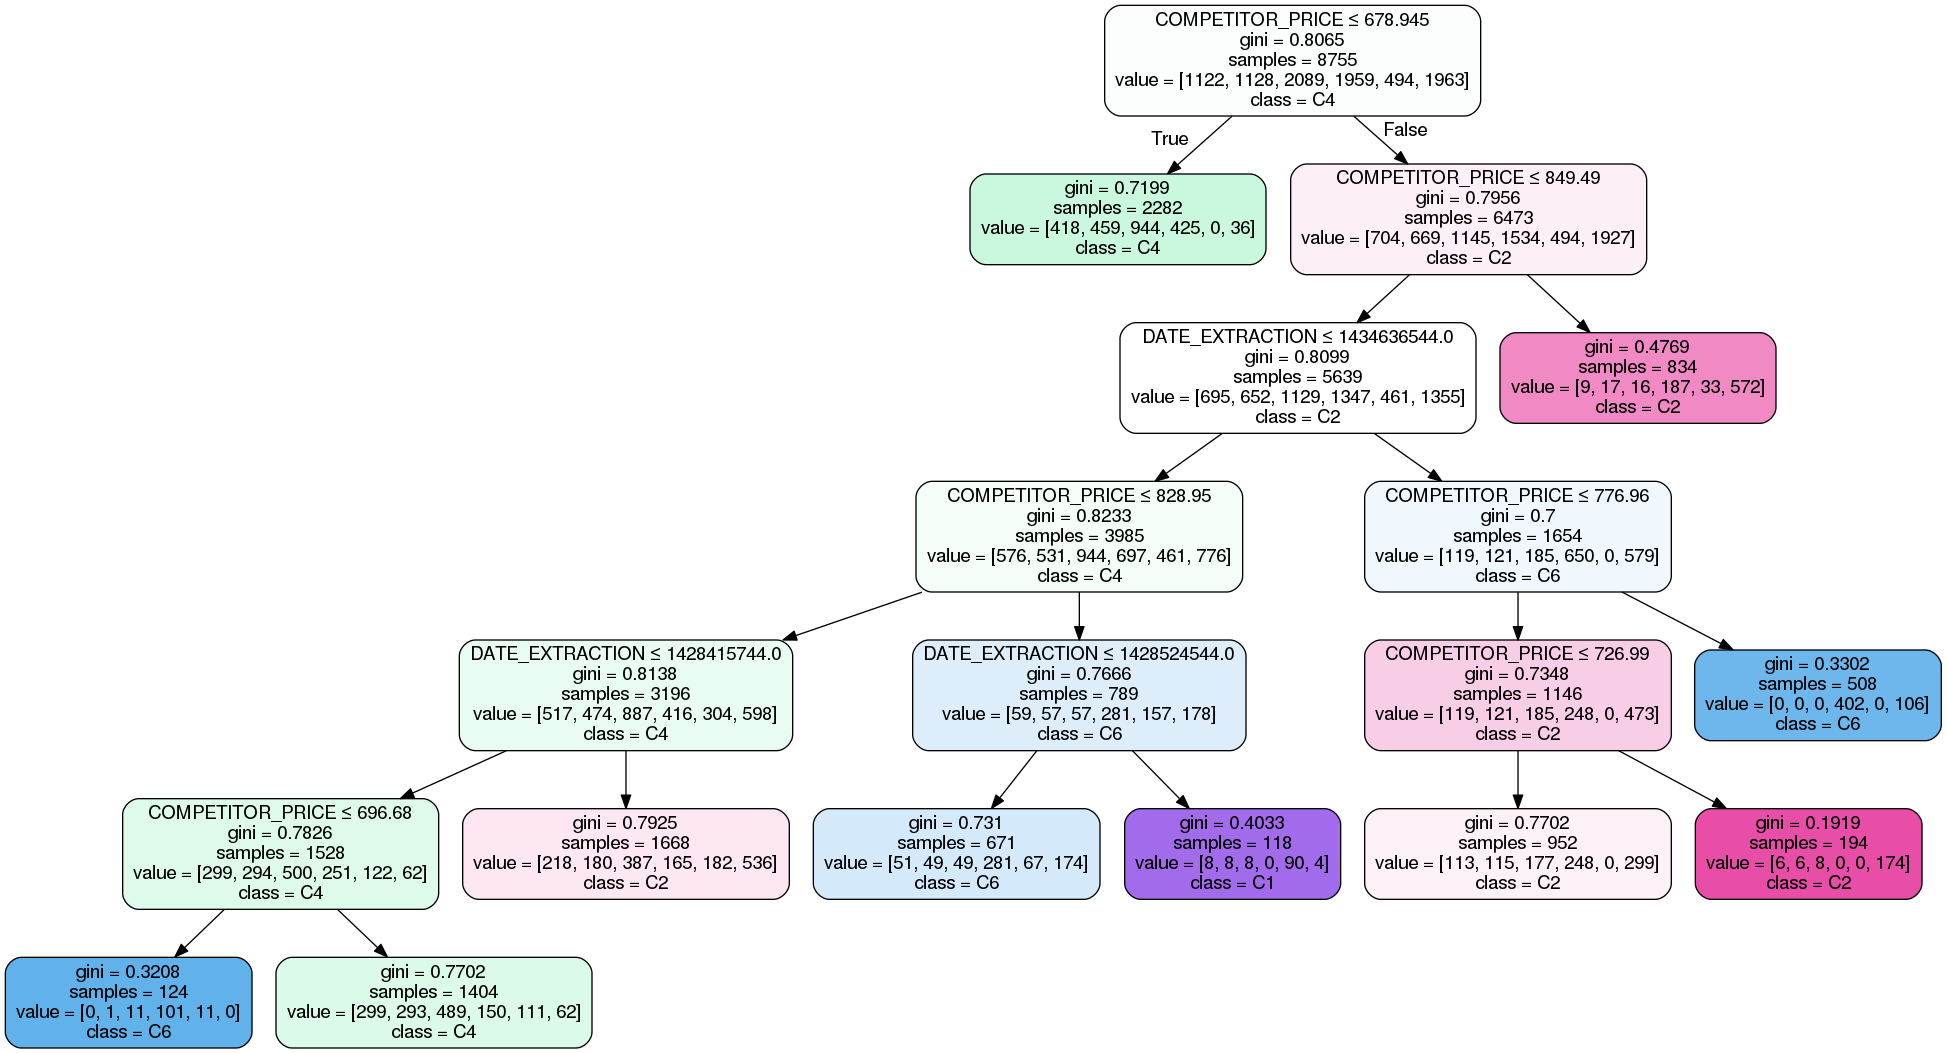 COMPETITOR_PRICE ≤ 678.945
gini = 0.8065
samples = 8755
value = [1122, 1128, 2089, 1959, 494, 1963]
class = C4
True
False
gini = 0.7199
samples = 2282
value = [418, 459, 944, 425, 0, 36]
class = C4
COMPETITOR_PRICE ≤ 849.49
gini = 0.7956
samples = 6473
value = [704, 669, 1145, 1534, 494, 1927]
class = C2
DATE_EXTRACTION ≤ 1434636544.0
gini = 0.8099
samples = 5639
value = [695, 652, 1129, 1347, 461, 1355]
class = C2
gini = 0.4769
samples = 834
value = [9, 17, 16, 187, 33, 572]
class = C2
COMPETITOR_PRICE ≤ 828.95
gini = 0.8233
samples = 3985
value = [576, 531, 944, 697, 461, 776]
class = C4
COMPETITOR_PRICE ≤ 776.96
gini = 0.7
samples = 1654
value = [119, 121, 185, 650, 0, 579]
class = C6
DATE_EXTRACTION ≤ 1428415744.0
gini = 0.8138
samples = 3196
value = [517, 474, 887, 416, 304, 598]
class = C4
DATE_EXTRACTION ≤ 1428524544.0
gini = 0.7666
samples = 789
value = [59, 57, 57, 281, 157, 178]
class = C6
COMPETITOR_PRICE ≤ 726.99
gini = 0.7348
samples = 1146
value = [119, 121, 185, 248, 0, 473]
class = C2
gini = 0.3302
samples = 508
value = [0, 0, 0, 402, 0, 106]
class = C6
COMPETITOR_PRICE ≤ 696.68
gini = 0.7826
samples = 1528
value = [299, 294, 500, 251, 122, 62]
class = C4
gini = 0.7925
samples = 1668
value = [218, 180, 387, 165, 182, 536]
class = C2
gini = 0.731
samples = 671
value = [51, 49, 49, 281, 67, 174]
class = C6
gini = 0.4033
samples = 118
value = [8, 8, 8, 0, 90, 4]
class = C1
gini = 0.7702
samples = 952
value = [113, 115, 177, 248, 0, 299]
class = C2
gini = 0.1919
samples = 194
value = [6, 6, 8, 0, 0, 174]
class = C2
gini = 0.3208
samples = 124
value = [0, 1, 11, 101, 11, 0]
class = C6
gini = 0.7702
samples = 1404
value = [299, 293, 489, 150, 111, 62]
class = C4